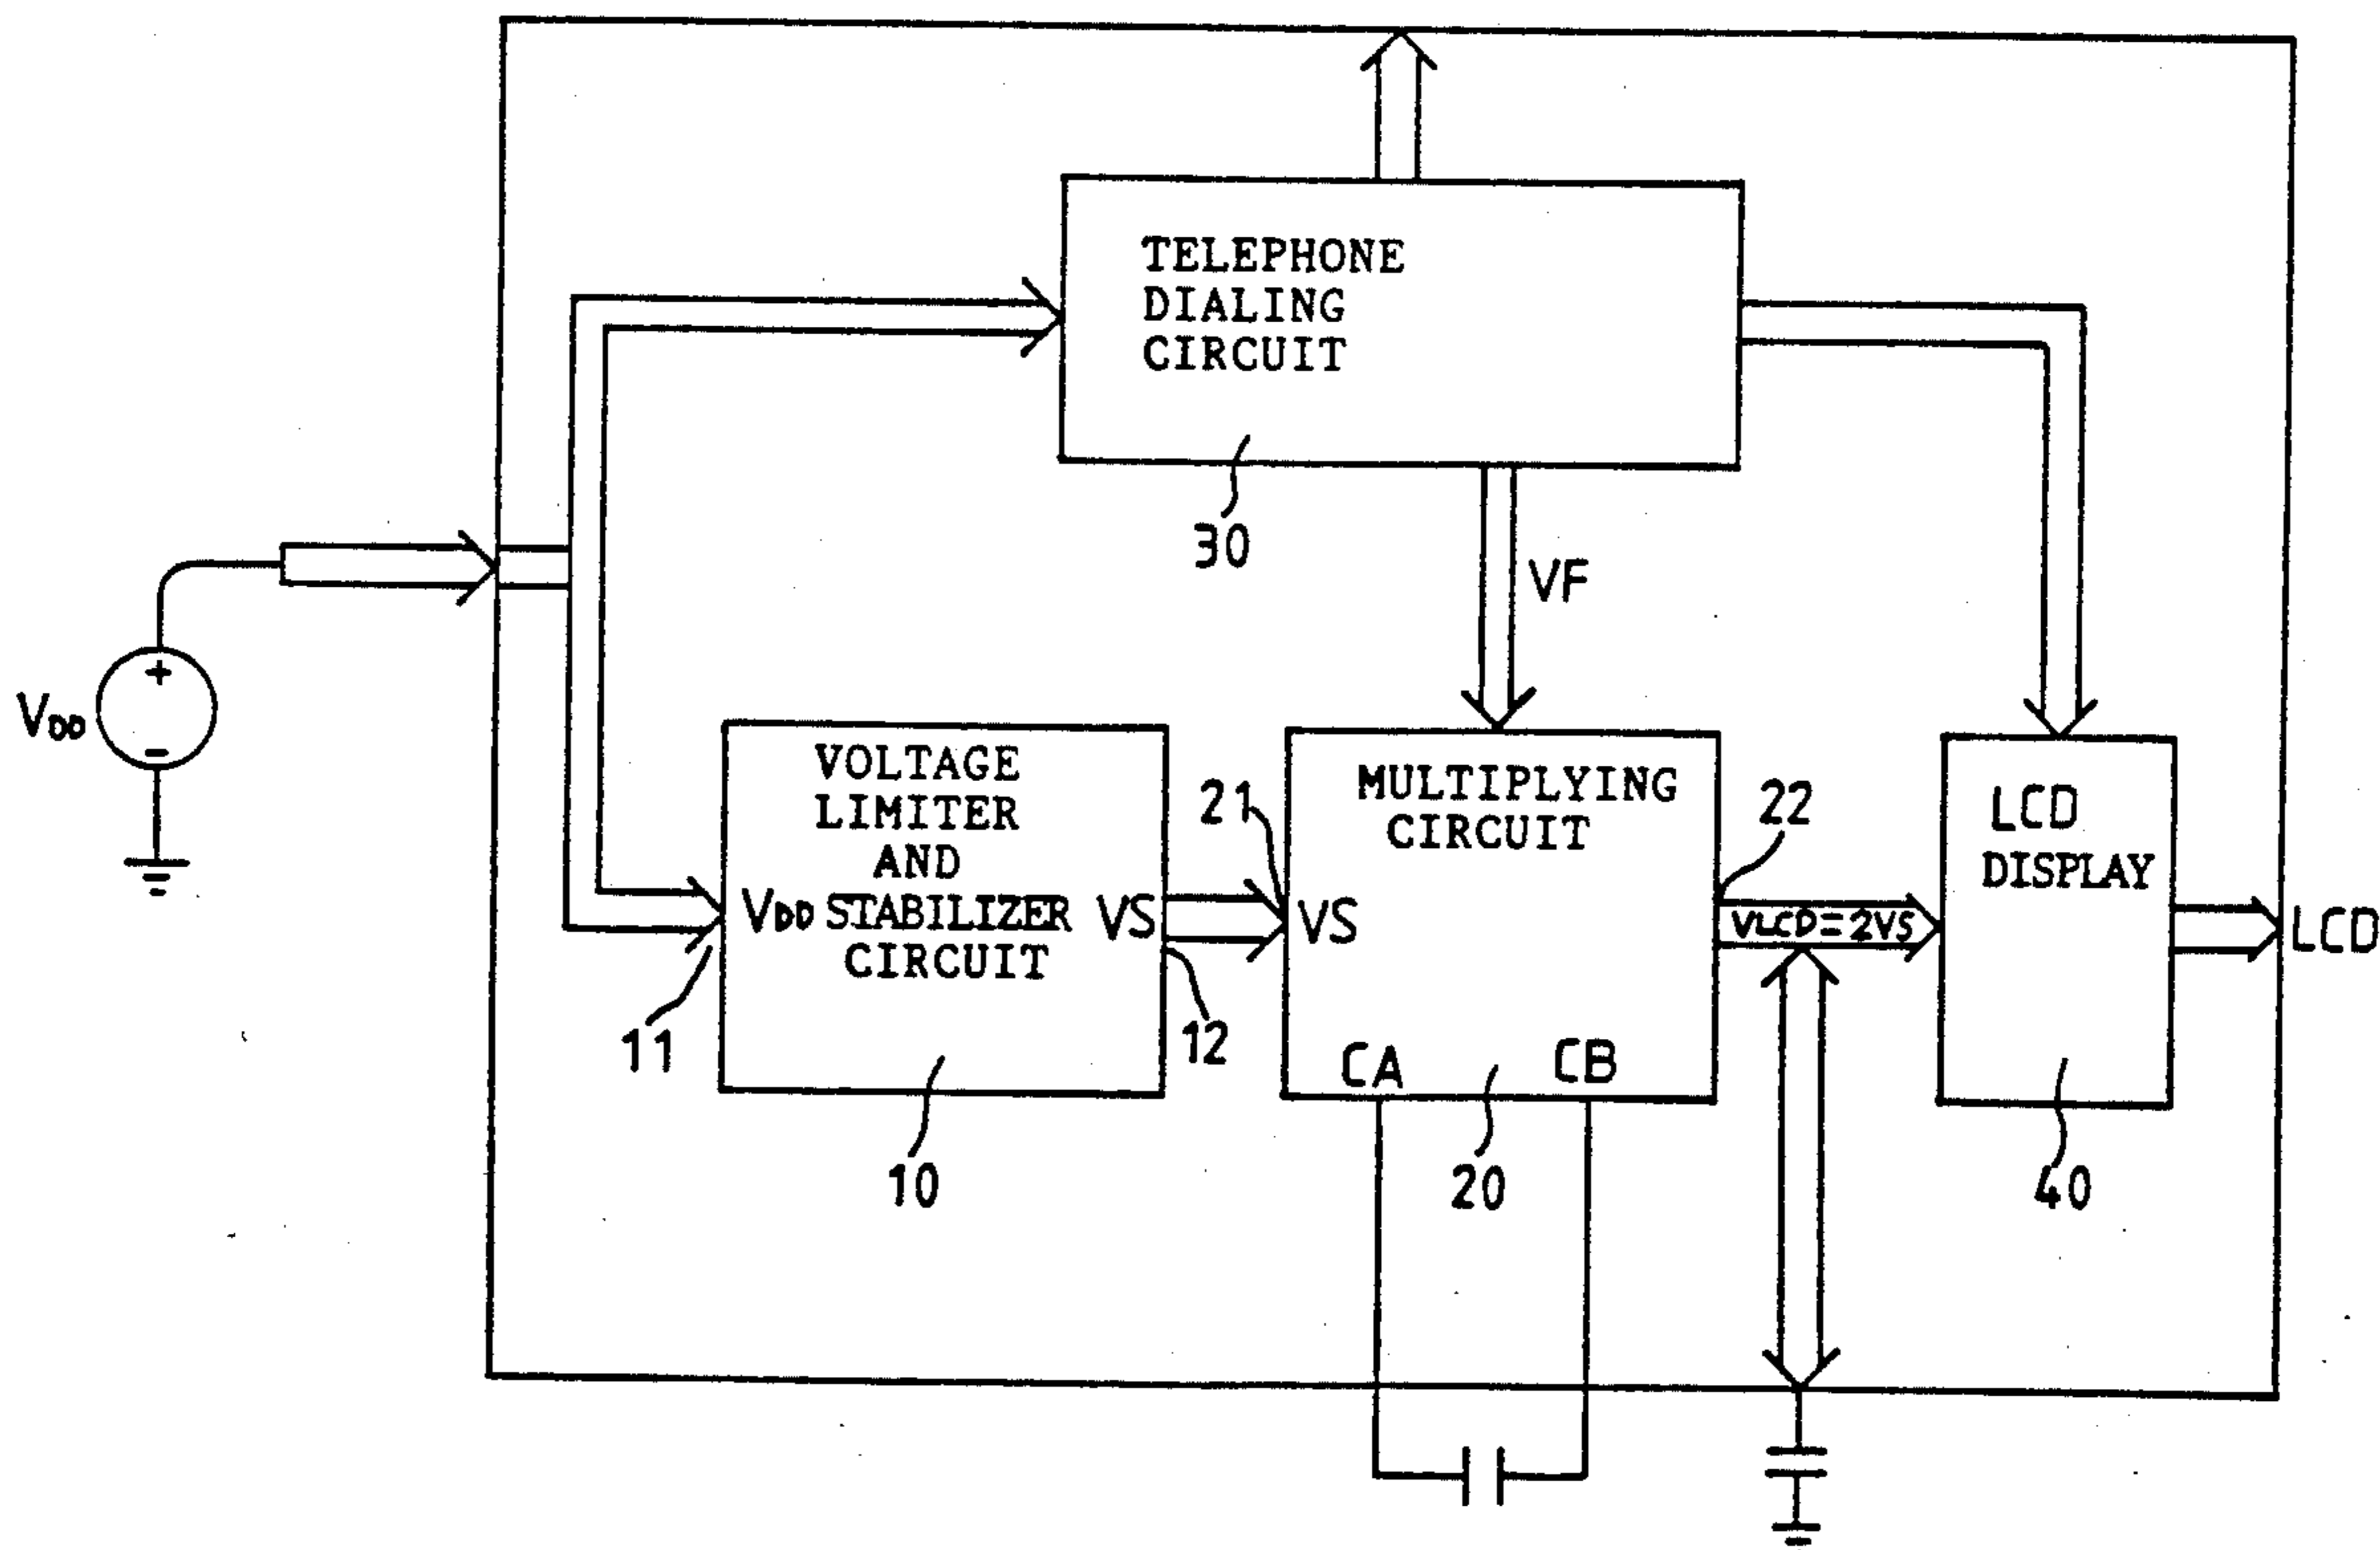 TELEPHONE
DIALING
CIRCUIT
30
VF
VDD
+
-
VOLTAGE
LIMITER
AND
VDD STABILIZER VS
CIRCUIT
11
12
10
21
MULTIPLYING
CIRCUIT
VS
CA
CB
20
22
VLCD=2VS
LCD
DISPLAY
40
LCD